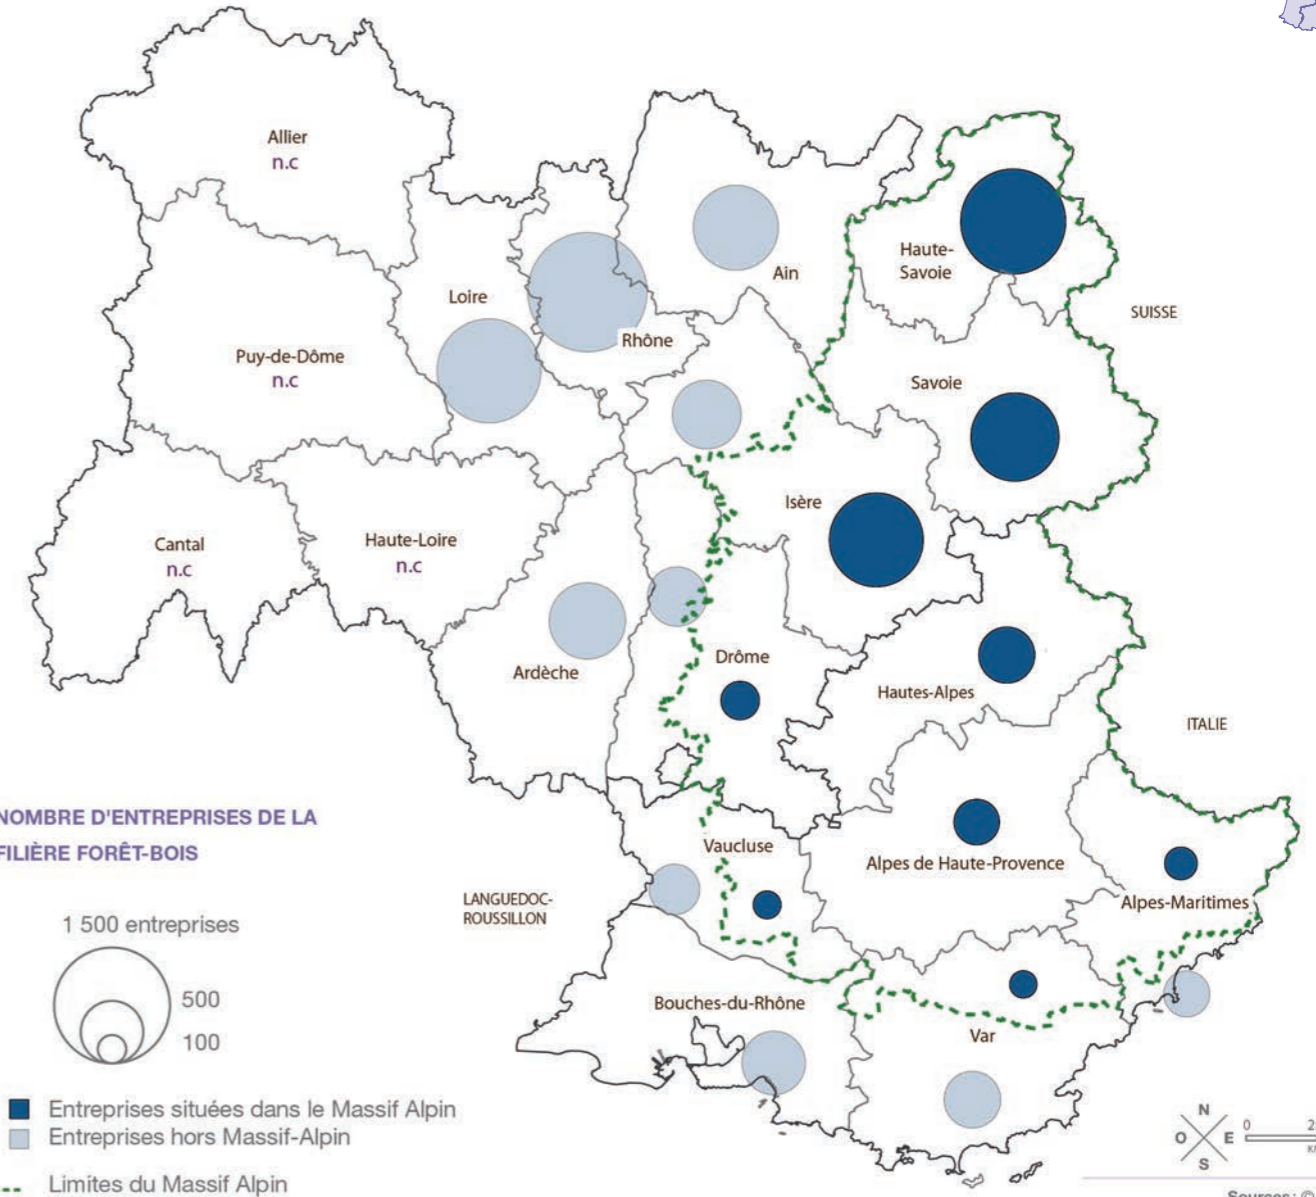 Allier
n.c
Haute-
Savoie
Ain
Loire
SUISSE
Rhône
Puy-de-Dôme
n.c
Savoie
Isère
Cantal
n.c
Haute-Loire
n.c
Drôme
Ardèche
Hautes-Alpes
ITALIE
NOMBRE D'ENTREPRISES DE LA
FILIÈRE FORÊT-BOIS
Vaucluse
Alpes de Haute-Provence
Alpes-Maritimes
LANGUEDOC-
ROUSSILLON
1 500 entreprises
500
100
Bouches-du-Rhône
Var
Entreprises situées dans le Massif Alpin
Entreprises hors Massif-Alpin
Limites du Massif Alpin
N
O E
S
0